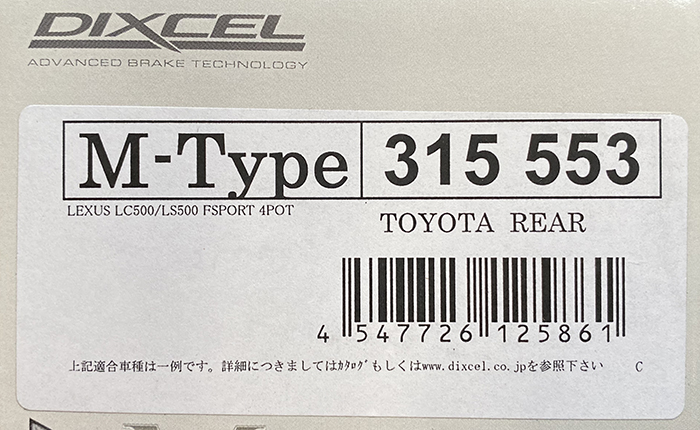 DIXCEL
ADVANCED BRAKE TECHNOLOGY
M-Type 315 553
LEXUS LC500/LS500 FSPORT 4POT
TOYOTA REAR
4 547726 125861
上記適合車種は一例です。詳細につきましてはｶﾀﾛｸﾞもしくはwww.dixcel.co.jpを参照下さい C